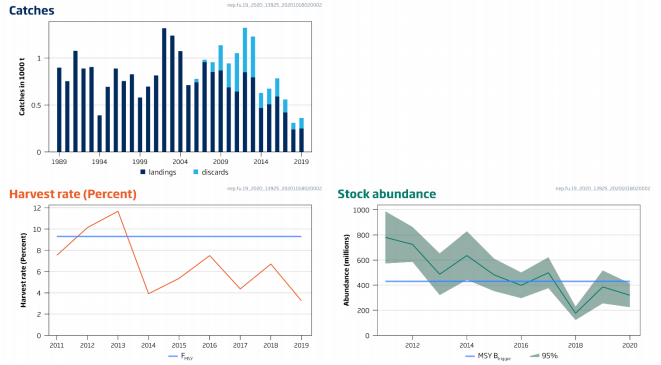 nep.fu.19_2020_13925_20201018020002
Catches
Catches in 1000 t
1
0.5
0
1989 1994 1999 2004 2009 2014 2019
landings discards
nep.fu.19_2020_13925_20201018020002
Harvest rate (Percent)
Harvest rate (Percent)
12
10
8
6
4
2
0
2011 2012 2013 2014 2015 2016 2017 2018 2019
FMSY
nep.fu.19_2020_13925_20201018020002
Stock abundance
Abundance (millions)
1000
800
600
400
200
0
2012 2014 2016 2018 2020
MSY Btrigger 95%